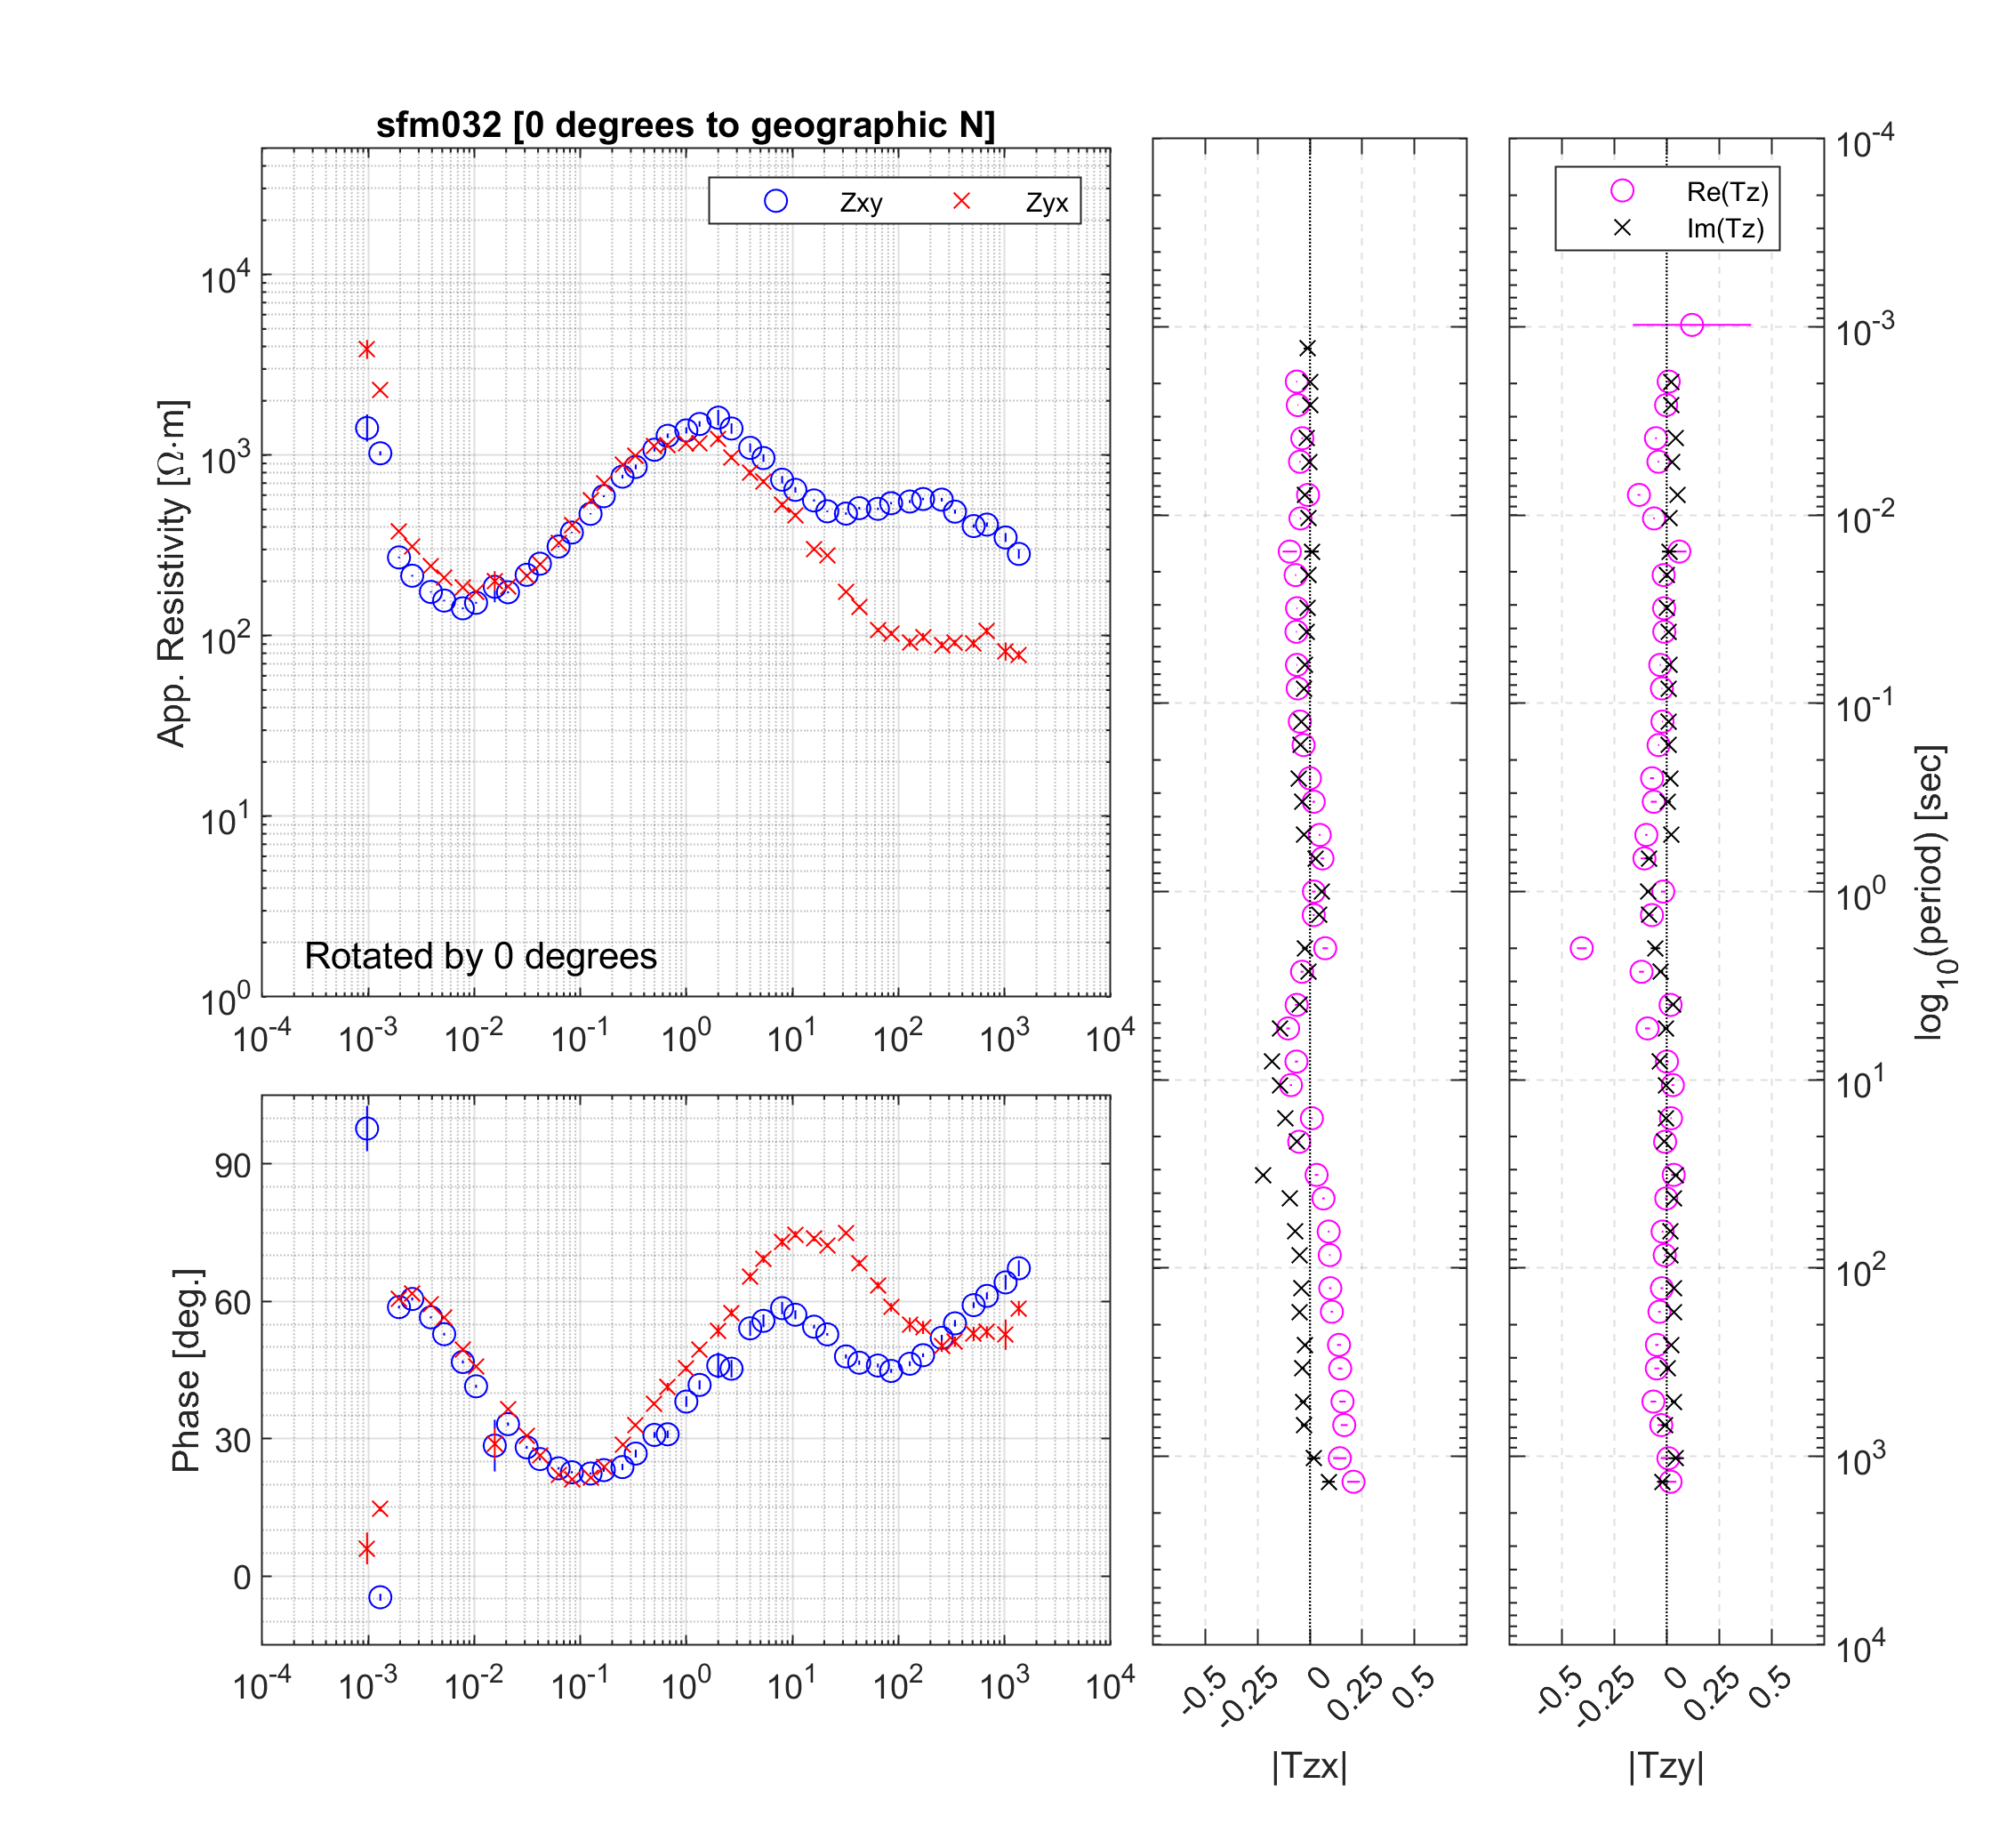 sfm032 [0 degrees to geographic N]
Zxy Zyx
App. Resistivity [Ω·m]
10^4
10^3
10^2
10^1
10^0
Rotated by 0 degrees
10^-4 10^-3 10^-2 10^-1 10^0 10^1 10^2 10^3 10^4
Phase [deg.]
90
60
30
0
10^-4 10^-3 10^-2 10^-1 10^0 10^1 10^2 10^3 10^4
-0.5 -0.25 0 0.25 0.5
|Tzx|
Re(Tz)
Im(Tz)
-0.5 -0.25 0 0.25 0.5
|Tzy|
10^-4
10^-3
10^-2
10^-1
10^0
10^1
10^2
10^3
10^4
log10(period) [sec]